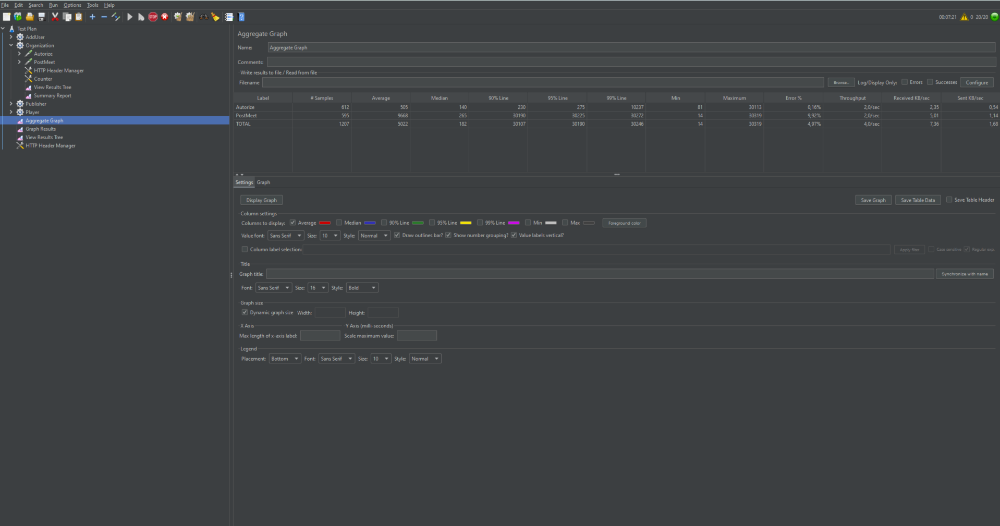 File Edit Search Run Options Tools Help
STOP
00:07:21 0 20/20
Test Plan
AddUser
Organization
Autorize
PostMeet
HTTP Header Manager
Counter
View Results Tree
Summary Report
Publisher
Player
Aggregate Graph
Graph Results
View Results Tree
HTTP Header Manager
Aggregate Graph
Name: Aggregate Graph
Comments:
Write results to file / Read from file
Filename Browse... Log/Display Only: Errors Successes Configure
Label # Samples Average Median 90% Line 95% Line 99% Line Min Maximum Error % Throughput Received KB/sec Sent KB/sec
Autorize 612 505 140 230 275 10237 81 30113 0,16% 2,0/sec 2,35 0,54
PostMeet 595 9668 265 30190 30225 30272 14 30319 9,92% 2,0/sec 5,01 1,14
TOTAL 1207 5022 182 30107 30190 30246 14 30319 4,97% 4,0/sec 7,36 1,68
Settings Graph
Display Graph Save Graph Save Table Data Save Table Header
Column settings
Columns to display: Average Median 90% Line 95% Line 99% Line Min Max Foreground color
Value font: Sans Serif Size: 10 Style: Normal Draw outlines bar? Show number grouping? Value labels vertical?
Column label selection: Apply filter Case sensitive Regular exp.
Title
Graph title: Synchronize with name
Font: Sans Serif Size: 16 Style: Bold
Graph size
Dynamic graph size Width: Height:
X Axis Y Axis (milli-seconds)
Max length of x-axis label: Scale maximum value:
Legend
Placement: Bottom Font: Sans Serif Size: 10 Style: Normal